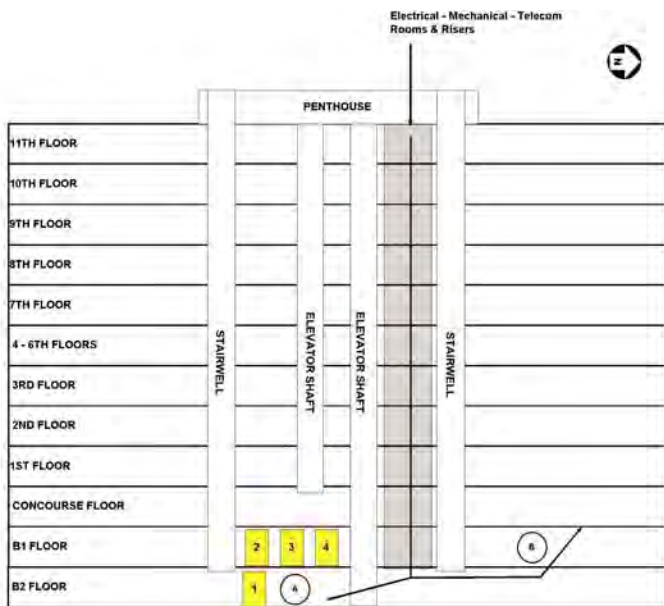 Electrical - Mechanical - Telecom
Rooms & Risers
N
PENTHOUSE
11TH FLOOR
10TH FLOOR
9TH FLOOR
8TH FLOOR
7TH FLOOR
4 - 6TH FLOORS
3RD FLOOR
2ND FLOOR
1ST FLOOR
CONCOURSE FLOOR
B1 FLOOR
B2 FLOOR
STAIRWELL
ELEVATOR SHAFT
ELEVATOR SHAFT
STAIRWELL
2 3 4
1